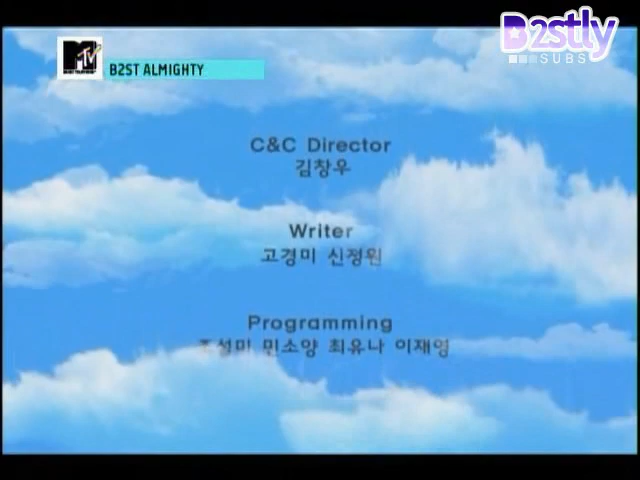 MTV
B2ST ALMIGHTY
B2stly
SUBS
C&C Director
김창우
Writer
고경미 신정원
Programming
민소양 최유나 이재영